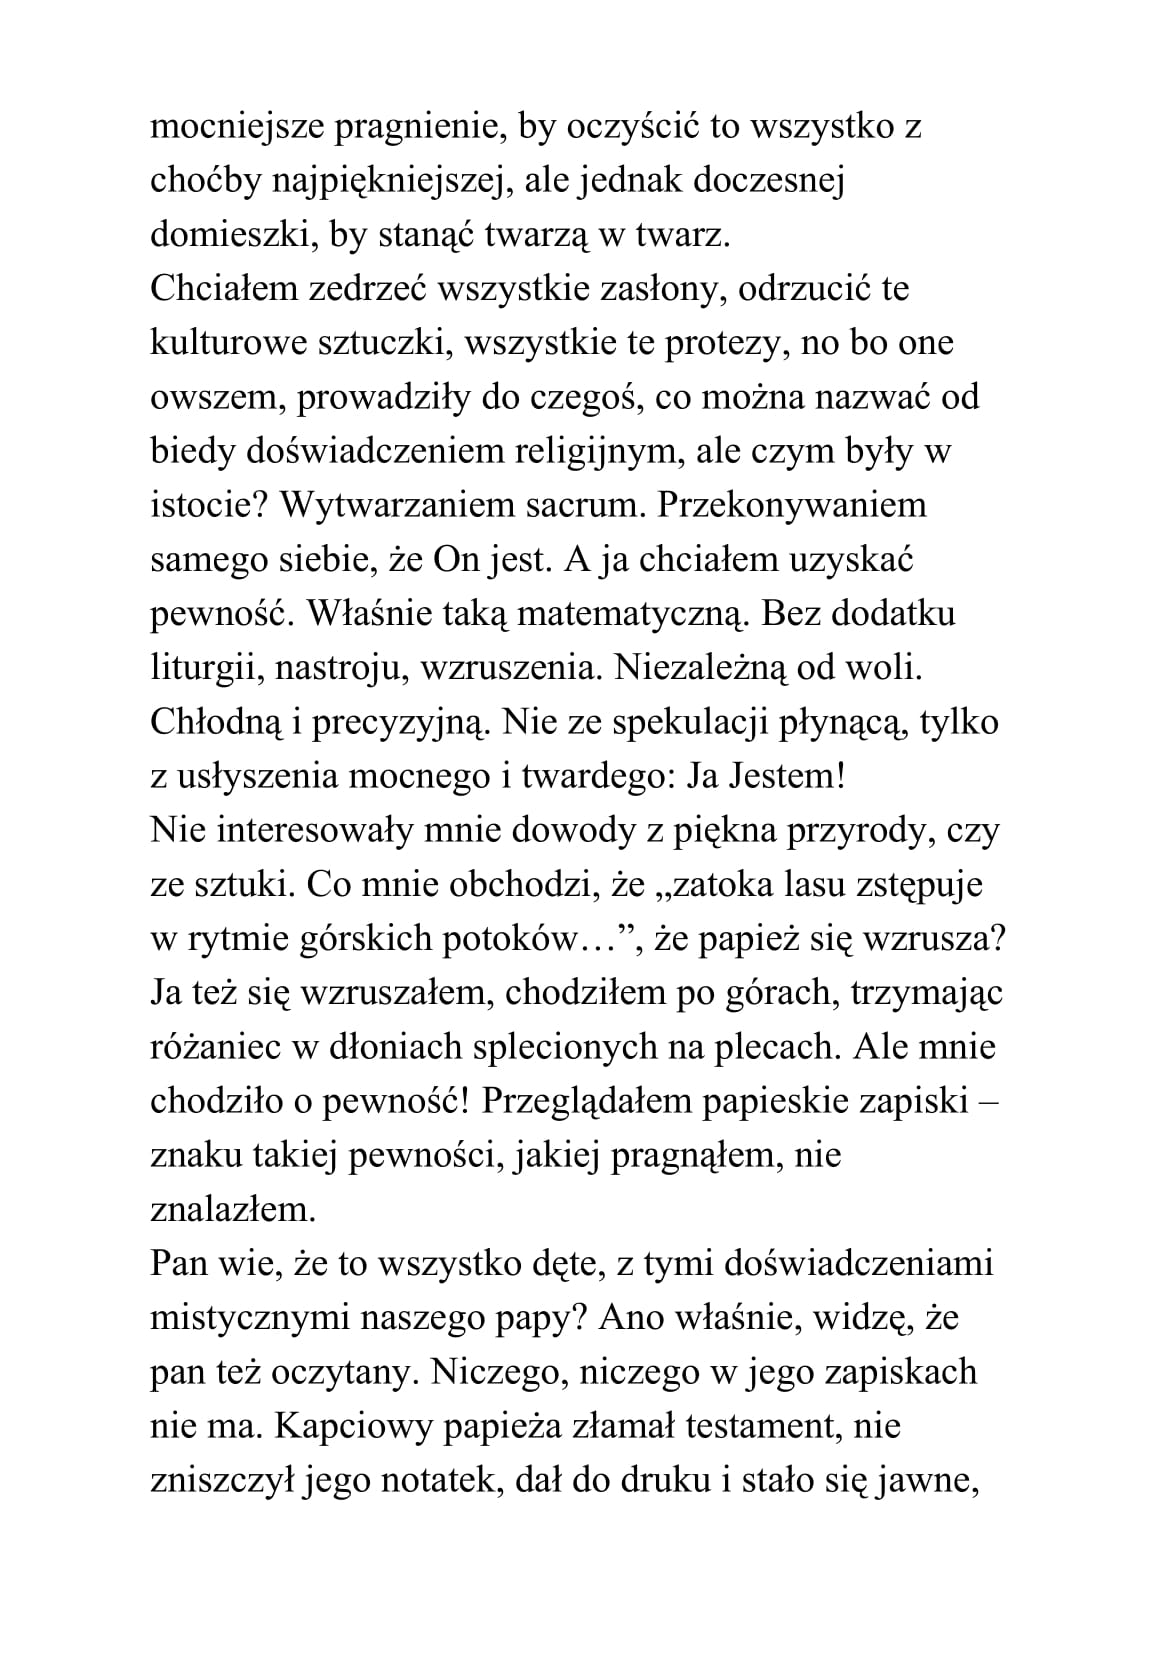 mocniejsze pragnienie, by oczyścić to wszystko z
choćby najpiękniejszej, ale jednak doczesnej
domieszki, by stanąć twarzą w twarz.
Chciałem zedrzeć wszystkie zasłony, odrzucić te
kulturowe sztuczki, wszystkie te protezy, no bo one
owszem, prowadziły do czegoś, co można nazwać od
biedy doświadczeniem religijnym, ale czym były w
istocie? Wytwarzaniem sacrum. Przekonywaniem
samego siebie, że On jest. A ja chciałem uzyskać
pewność. Właśnie taką matematyczną. Bez dodatku
liturgii, nastroju, wzruszenia. Niezależną od woli.
Chłodną i precyzyjną. Nie ze spekulacji płynącą, tylko
z usłyszenia mocnego i twardego: Ja Jestem!
Nie interesowały mnie dowody z piękna przyrody, czy
ze sztuki. Co mnie obchodzi, że „zatoka lasu zstępuje
w rytmie górskich potoków…”, że papież się wzrusza?
Ja też się wzruszałem, chodziłem po górach, trzymając
różaniec w dłoniach splecionych na plecach. Ale mnie
chodziło o pewność! Przeglądałem papieskie zapiski –
znaku takiej pewności, jakiej pragnąłem, nie
znalazłem.
Pan wie, że to wszystko dęte, z tymi doświadczeniami
mistycznymi naszego papy? Ano właśnie, widzę, że
pan też oczytany. Niczego, niczego w jego zapiskach
nie ma. Kapciowy papieża złamał testament, nie
zniszczył jego notatek, dał do druku i stało się jawne,